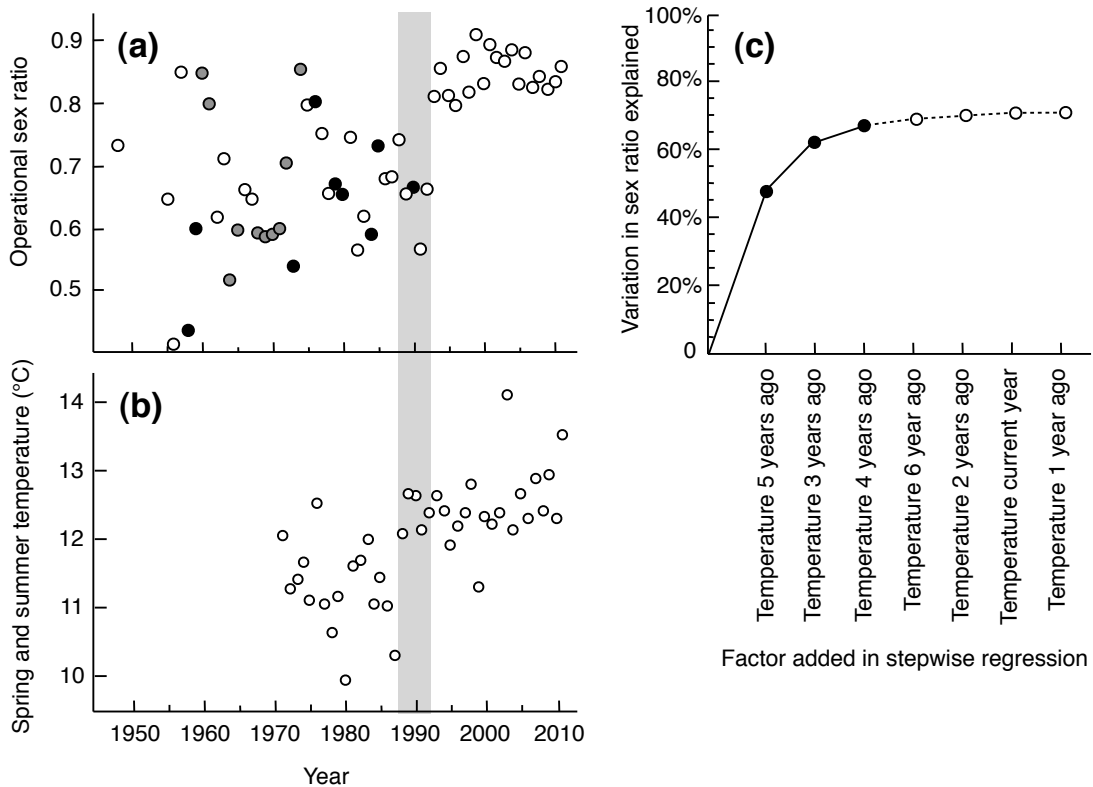 (a)
Operational sex ratio
0.9
0.8
0.7
0.6
0.5
(b)
Spring and summer temperature (°C)
14
13
12
11
10
1950 1960 1970 1980 1990 2000 2010
Year
(c)
Variation in sex ratio explained
100%
80%
60%
40%
20%
0
Temperature 5 years ago
Temperature 3 years ago
Temperature 4 years ago
Temperature 6 year ago
Temperature 2 years ago
Temperature current year
Temperature 1 year ago
Factor added in stepwise regression